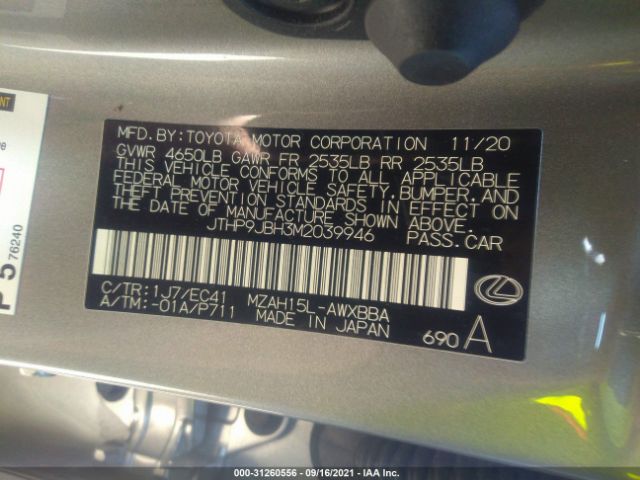 MFD.BY:TOYOTA MOTOR CORPORATION 11/20
GVWR 4650LB GAWR FR 2535LB RR 2535LB
THIS VEHICLE CONFORMS TO ALL APPLICABLE
FEDERAL MOTOR VEHICLE SAFETY,BUMPER,AND
THEFT PREVENTION STANDARDS IN EFFECT ON
THE DATE OF MANUFACTURE SHOWN ABOVE.
JTHP9JBH3M2039946 PASS.CAR
C/TR:1J7/EC41 MZAH15L-AWXBBA
A/TM:-01A/P711 MADE IN JAPAN
690 A
P 5 76240
000-31260556 - 09/16/2021 - IAA Inc.